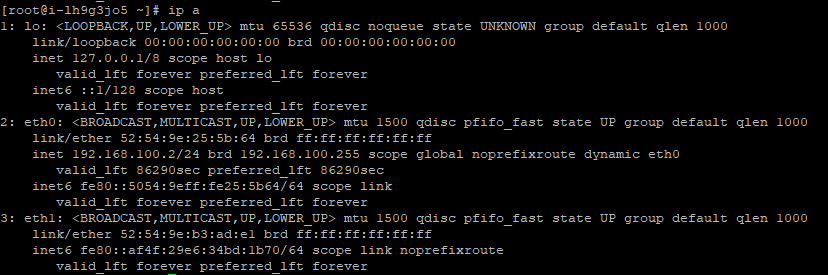 [root@i-lh9g3jo5 ~]# ip a
1: lo: <LOOPBACK,UP,LOWER_UP> mtu 65536 qdisc noqueue state UNKNOWN group default qlen 1000
    link/loopback 00:00:00:00:00:00 brd 00:00:00:00:00:00
    inet 127.0.0.1/8 scope host lo
       valid_lft forever preferred_lft forever
    inet6 ::1/128 scope host
       valid_lft forever preferred_lft forever
2: eth0: <BROADCAST,MULTICAST,UP,LOWER_UP> mtu 1500 qdisc pfifo_fast state UP group default qlen 1000
    link/ether 52:54:9e:25:5b:64 brd ff:ff:ff:ff:ff:ff
    inet 192.168.100.2/24 brd 192.168.100.255 scope global noprefixroute dynamic eth0
       valid_lft 86290sec preferred_lft 86290sec
    inet6 fe80::5054:9eff:fe25:5b64/64 scope link
       valid_lft forever preferred_lft forever
3: eth1: <BROADCAST,MULTICAST,UP,LOWER_UP> mtu 1500 qdisc pfifo_fast state UP group default qlen 1000
    link/ether 52:54:9e:b3:ad:e1 brd ff:ff:ff:ff:ff:ff
    inet6 fe80::af4f:29e6:34bd:1b70/64 scope link noprefixroute
       valid_lft forever preferred_lft forever